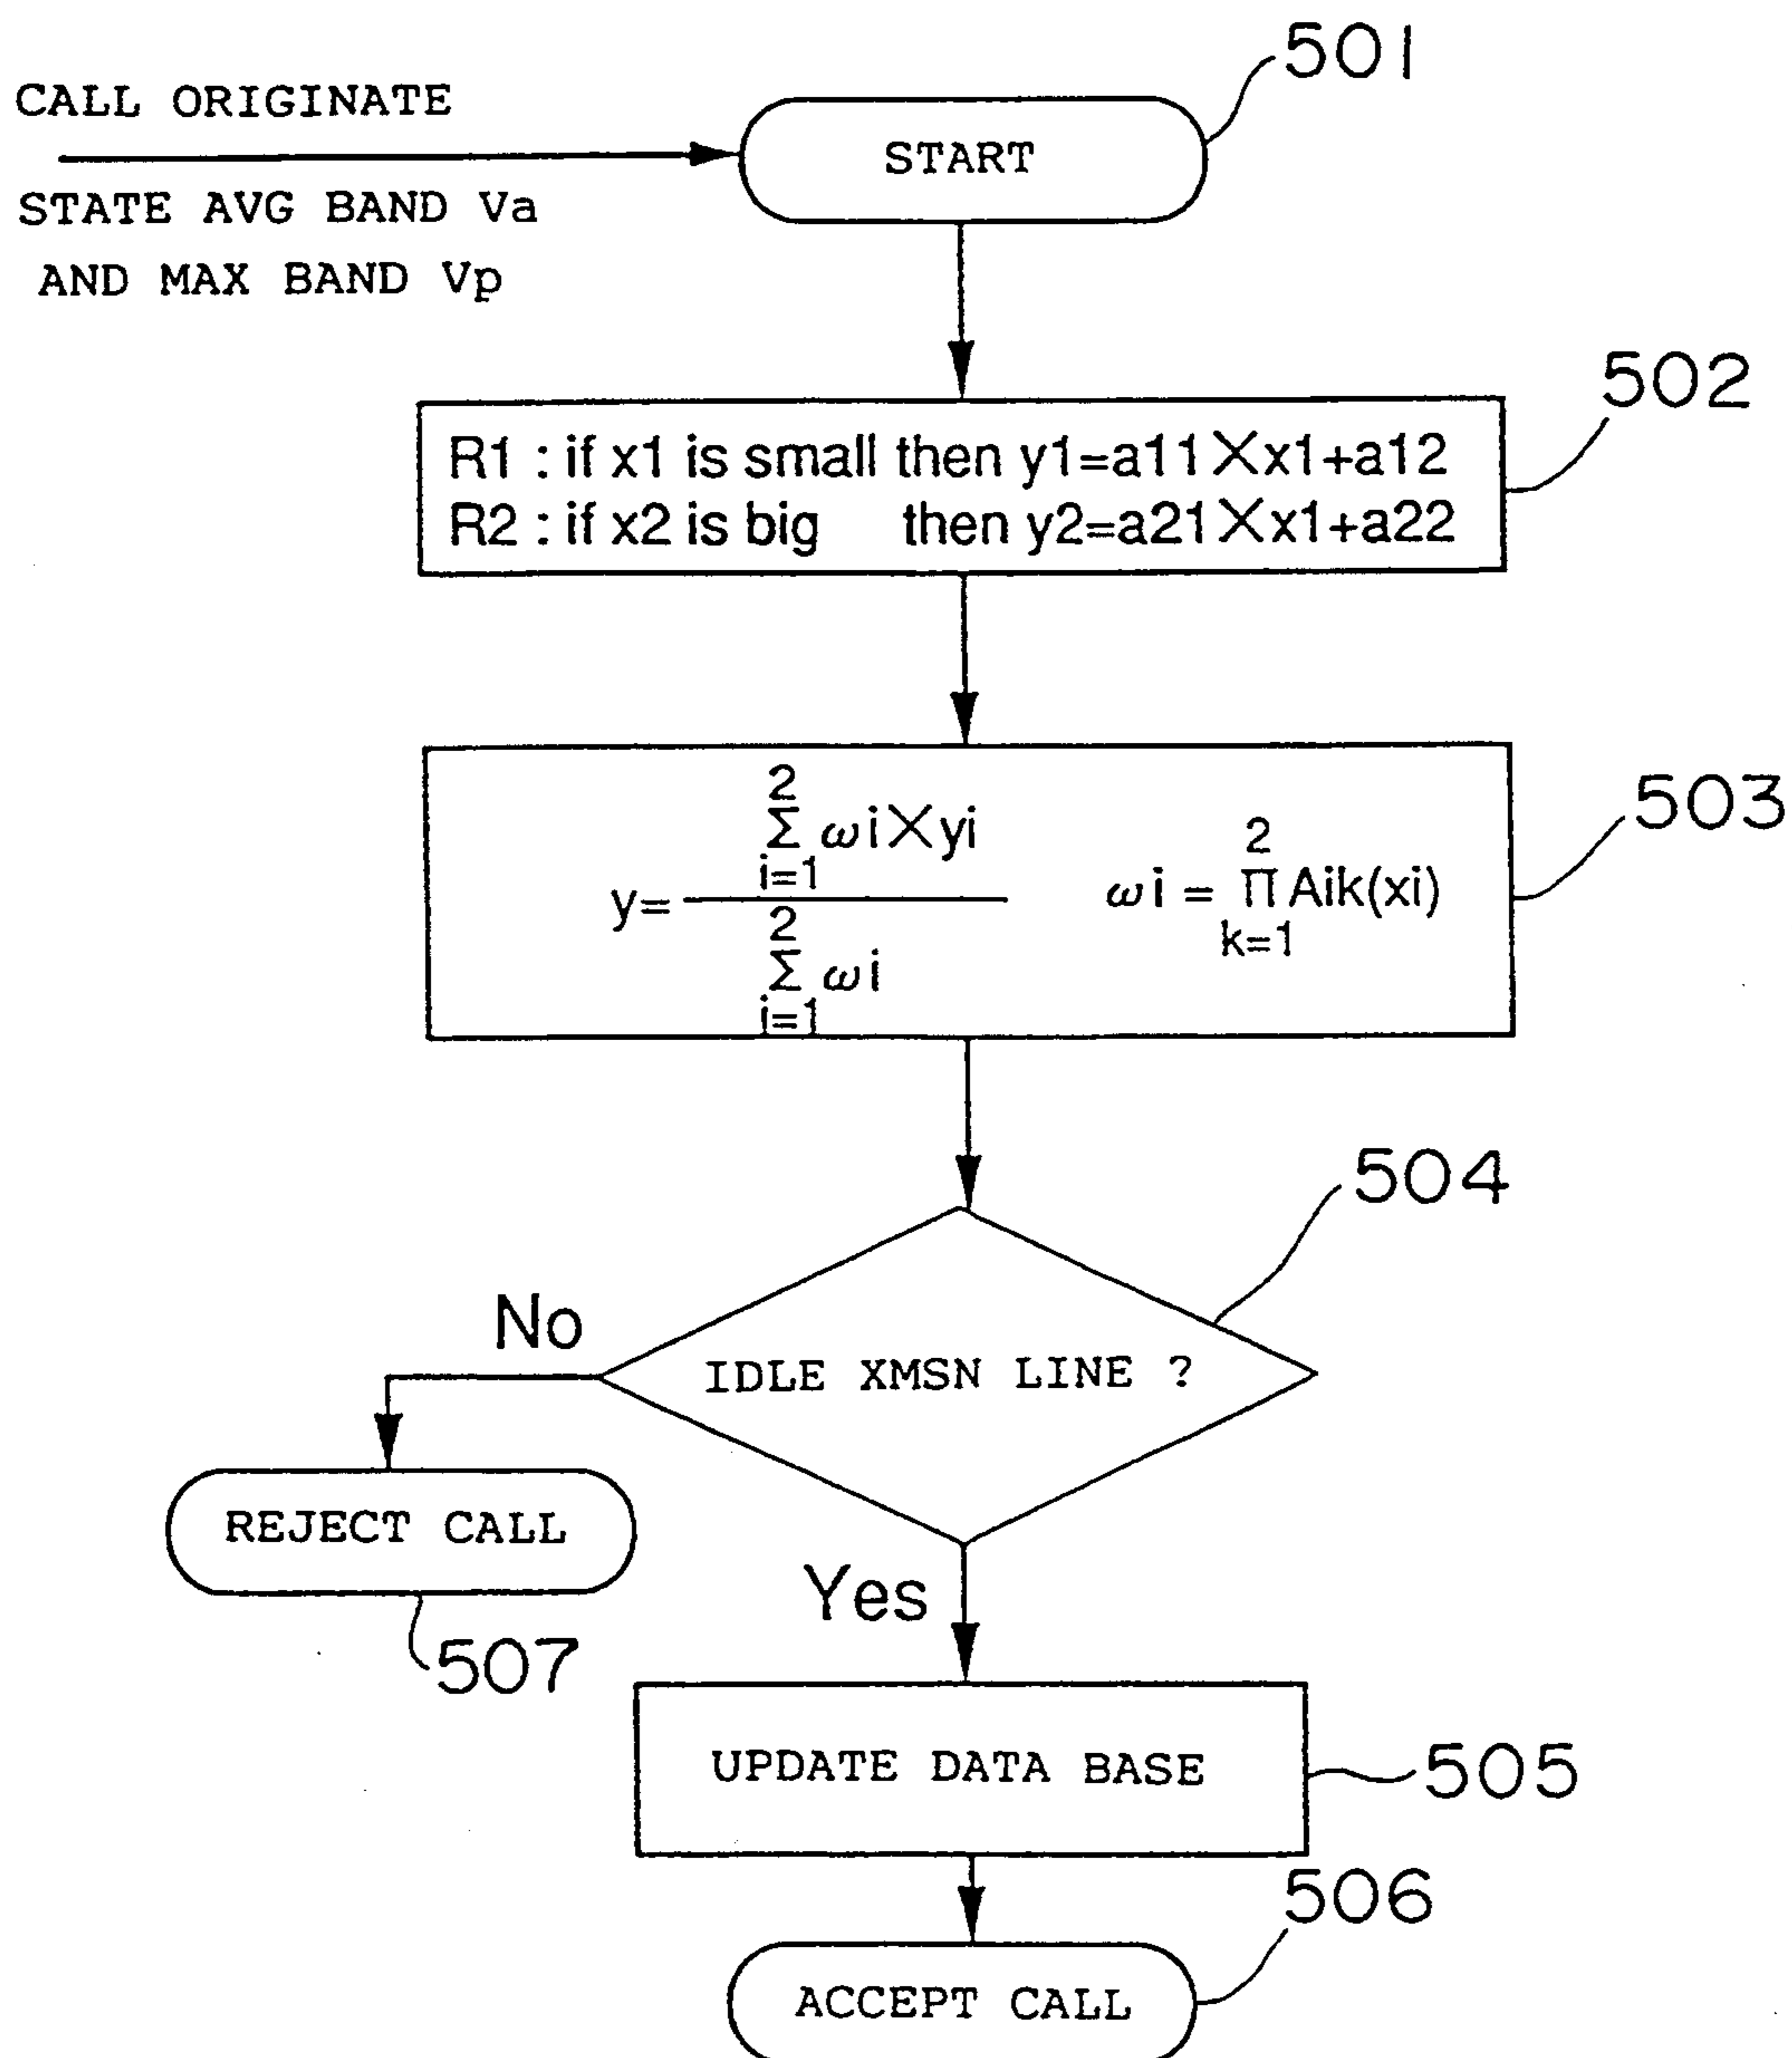 501
CALL ORIGINATE
START
STATE AVG BAND Va
AND MAX BAND Vp
502
R1 : if x1 is small then y1=a11×x1+a12
R2 : if x2 is big then y2=a21×x1+a22
503
2
Σ ωi×yi
i=1
y=
2
Σ ωi
i=1
2
ωi = Π Aik(xi)
k=1
504
No
IDLE XMSN LINE ?
REJECT CALL
Yes
507
UPDATE DATA BASE
505
506
ACCEPT CALL